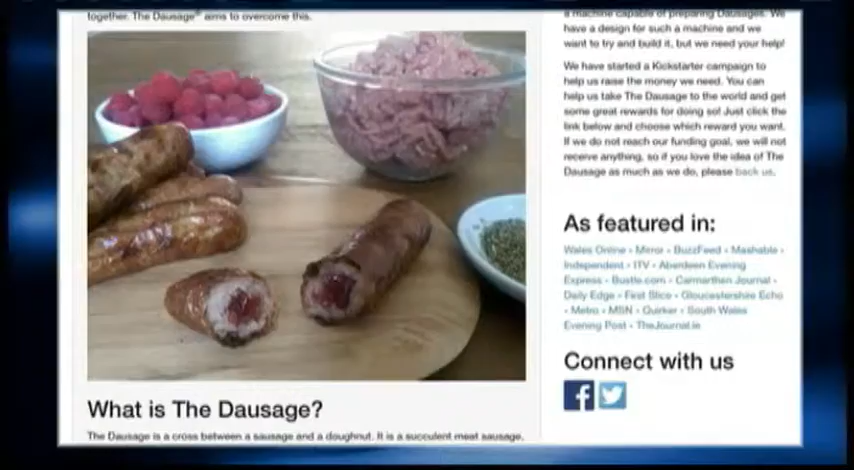 together. The Dausage® aims to overcome this.
What is The Dausage?
The Dausage is a cross between a sausage and a doughnut. It is a succulent meat sausage,
a machine capable of preparing Dausages. We
have a design for such a machine and we
want to try and build it, but we need your help!
We have started a Kickstarter campaign to
help us raise the money we need. You can
help us take The Dausage to the world and get
some great rewards for doing so! Just click the
link below and choose which reward you want.
If we do not reach our funding goal, we will not
receive anything, so if you love the idea of The
Dausage as much as we do, please back us.
As featured in:
Wales Online • Mirror • BuzzFeed • Mashable •
Independent • ITV • Aberdeen Evening
Express • Bustle.com • Carmarthen Journal •
Daily Edge • First Slice • Gloucestershire Echo
• Metro • MSN • Quirker • South Wales
Evening Post • TheJournal.ie
Connect with us